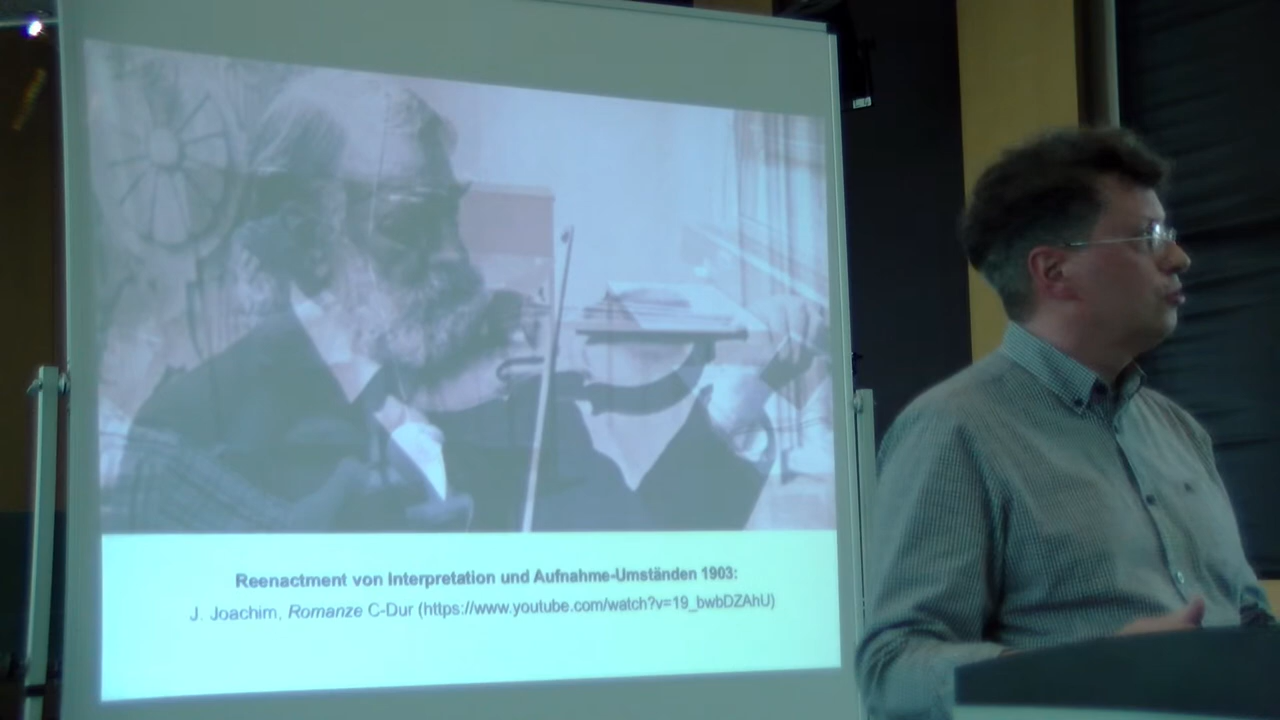 Reenactment von Interpretation und Aufnahme-Umständen 1903:
J. Joachim, Romanze C-Dur (https://www.youtube.com/watch?v=19_bwbDZAhU)